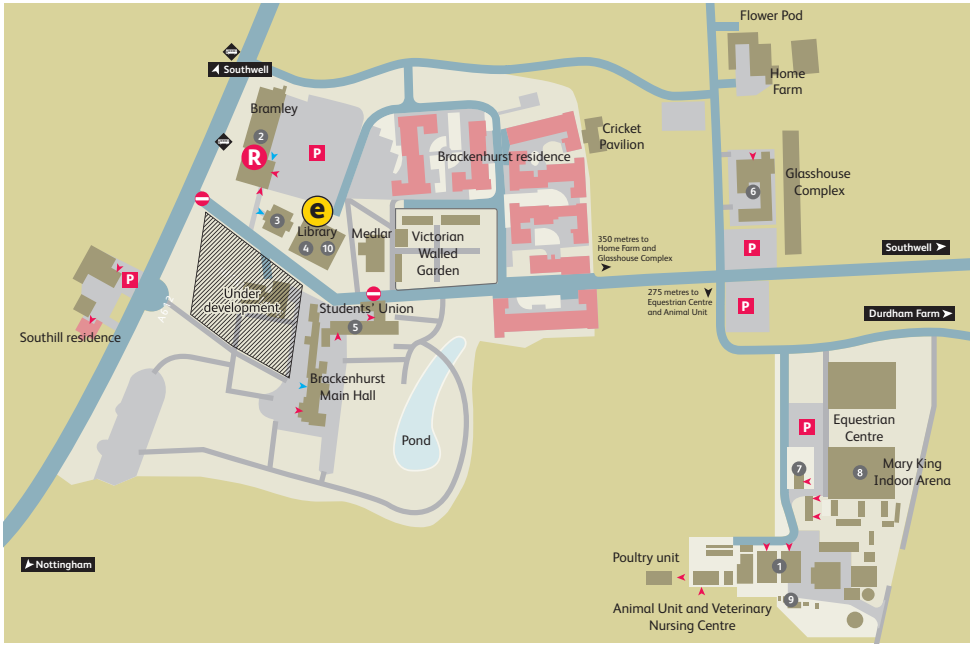 Flower Pod
Southwell
Home
Farm
Bramley
2
R
P
Cricket
Pavilion
Brackenhurst residence
Glasshouse
Complex
6
e
3
Library
4
10
Medlar
Victorian
Walled
Garden
350 metres to
Home Farm and
Glasshouse Complex
P
Southwell
P
Under
development
275 metres to
Equestrian Centre
and Animal Unit
P
Durdham Farm
Students' Union
5
A612
Southill residence
Brackenhurst
Main Hall
Pond
P
Equestrian
Centre
7
8
Mary King
Indoor Arena
Nottingham
Poultry unit
1
9
Animal Unit and Veterinary
Nursing Centre